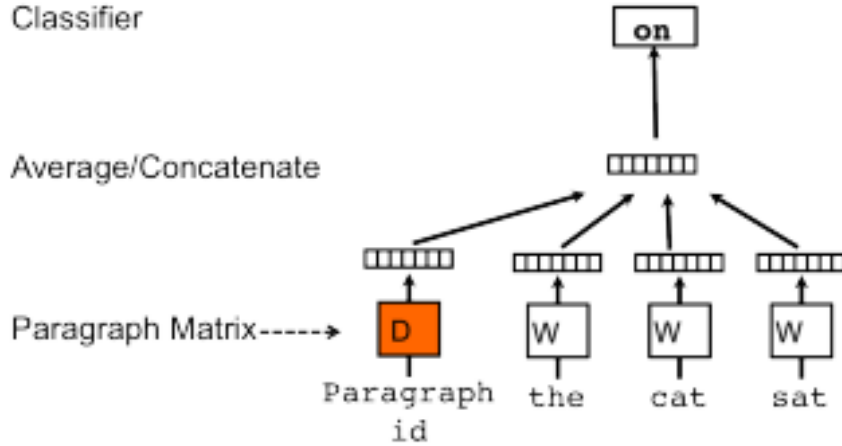 Classifier
on
Average/Concatenate
Paragraph Matrix
D
W
W
W
Paragraph
id
the
cat
sat